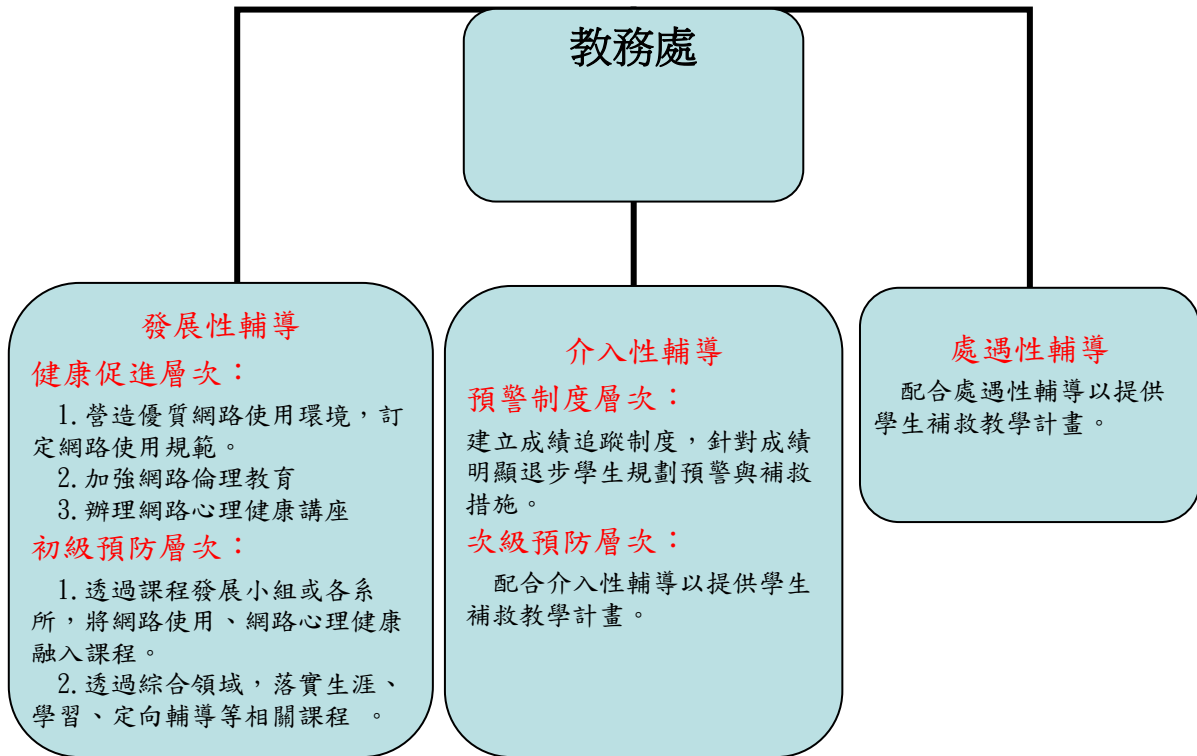 教務處
發展性輔導
健康促進層次：
1.營造優質網路使用環境，訂
定網路使用規範。
2.加強網路倫理教育
3.辦理網路心理健康講座
初級預防層次：
1.透過課程發展小組或各系
所，將網路使用、網路心理健康
融入課程。
2.透過綜合領域，落實生涯、
學習、定向輔導等相關課程 。
介入性輔導
預警制度層次：
建立成績追蹤制度，針對成績
明顯退步學生規劃預警與補救
措施。
次級預防層次：
配合介入性輔導以提供學生
補救教學計畫。
處遇性輔導
配合處遇性輔導以提供
學生補救教學計畫。